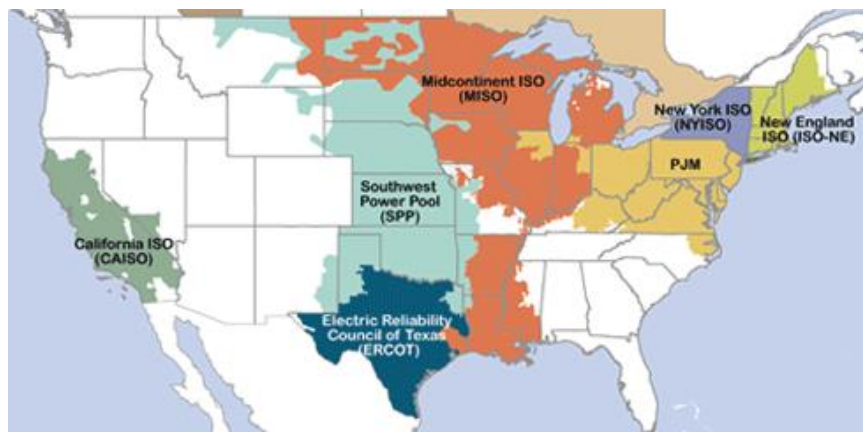 Midcontinent ISO
(MISO)
New York ISO
(NYISO)
New England
ISO (ISO-NE)
PJM
Southwest
Power Pool
(SPP)
California ISO
(CAISO)
Electric Reliability
Council of Texas
(ERCOT)